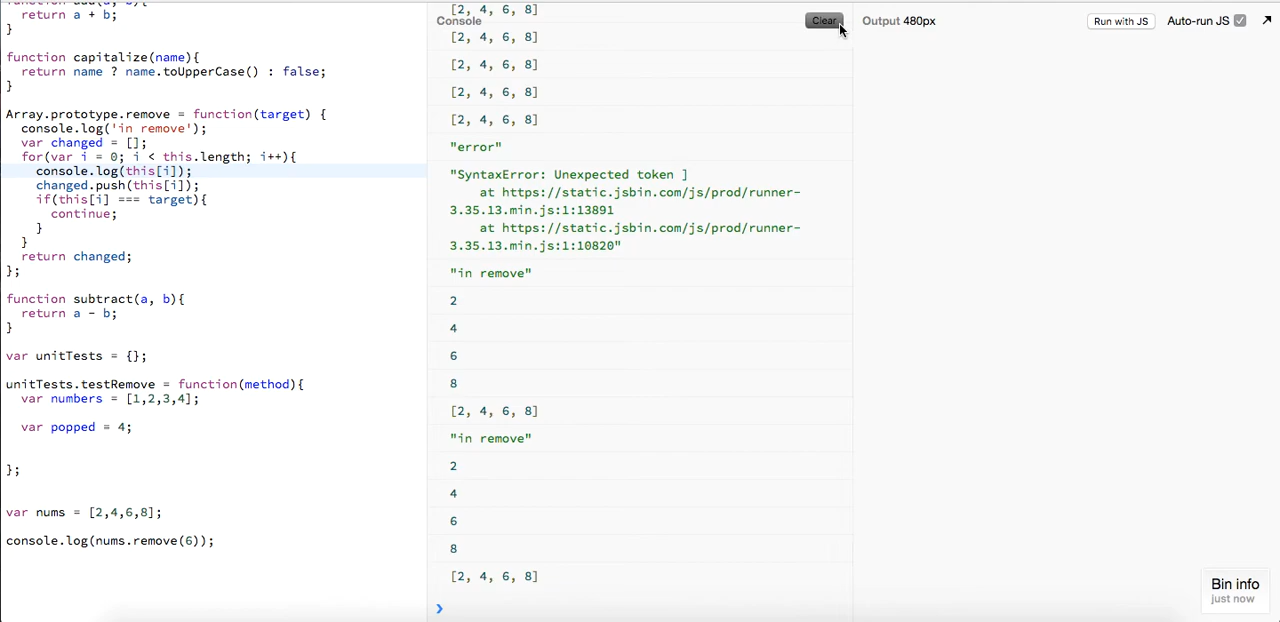 function add(a, b){
  return a + b;
}
function capitalize(name){
  return name ? name.toUpperCase() : false;
}
Array.prototype.remove = function(target) {
  console.log('in remove');
  var changed = [];
  for(var i = 0; i < this.length; i++){
    console.log(this[i]);
    changed.push(this[i]);
    if(this[i] === target){
      continue;
    }
  }
  return changed;
};
function subtract(a, b){
  return a - b;
}
var unitTests = {};
unitTests.testRemove = function(method){
  var numbers = [1,2,3,4];
  var popped = 4;
};
var nums = [2,4,6,8];
console.log(nums.remove(6));
[2, 4, 6, 8]
Console
Clear
[2, 4, 6, 8]
[2, 4, 6, 8]
[2, 4, 6, 8]
[2, 4, 6, 8]
"error"
"SyntaxError: Unexpected token ]
    at https://static.jsbin.com/js/prod/runner-
3.35.13.min.js:1:13891
    at https://static.jsbin.com/js/prod/runner-
3.35.13.min.js:1:10820"
"in remove"
2
4
6
8
[2, 4, 6, 8]
"in remove"
2
4
6
8
[2, 4, 6, 8]
❯
Output 480px
Run with JS
Auto-run JS
Bin info
just now